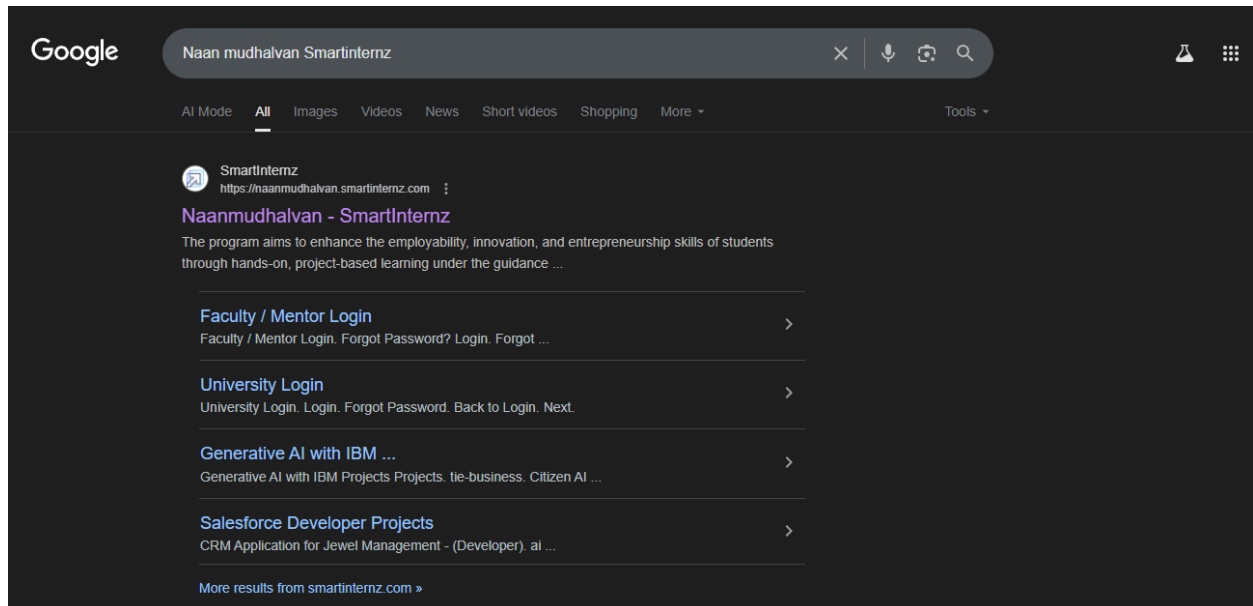 Google
Naan mudhalvan Smartinternz
AI Mode All Images Videos News Short videos Shopping More Tools
SmartInternz
https://naanmudhalvan.smartinternz.com
Naanmudhalvan - SmartInternz
The program aims to enhance the employability, innovation, and entrepreneurship skills of students
through hands-on, project-based learning under the guidance ...
Faculty / Mentor Login
Faculty / Mentor Login. Forgot Password? Login. Forgot ...
University Login
University Login. Login. Forgot Password. Back to Login. Next.
Generative AI with IBM ...
Generative AI with IBM Projects Projects. tie-business. Citizen AI ...
Salesforce Developer Projects
CRM Application for Jewel Management - (Developer). ai ...
More results from smartinternz.com »